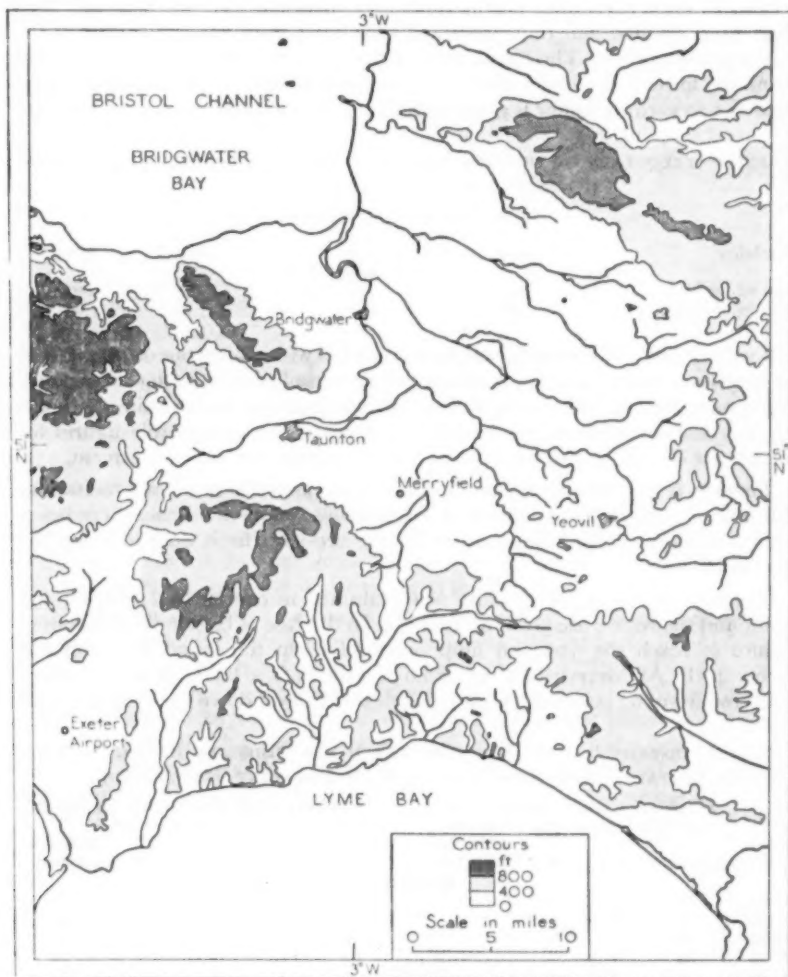 3°W
BRISTOL CHANNEL
BRIDGWATER
BAY
Bridgwater
Taunton
51°
N
51°
N
Merryfield
Yeovil
Exeter
Airport
LYME BAY
Contours
ft
800
400
0
Scale in miles
0 5 10
3°W